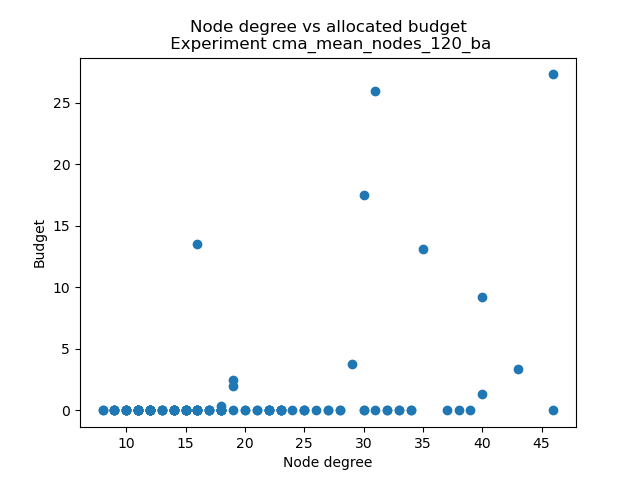 Node degree vs allocated budget
Experiment cma_mean_nodes_120_ba
25
20
15
10
5
0
Budget
10 15 20 25 30 35 40 45
Node degree